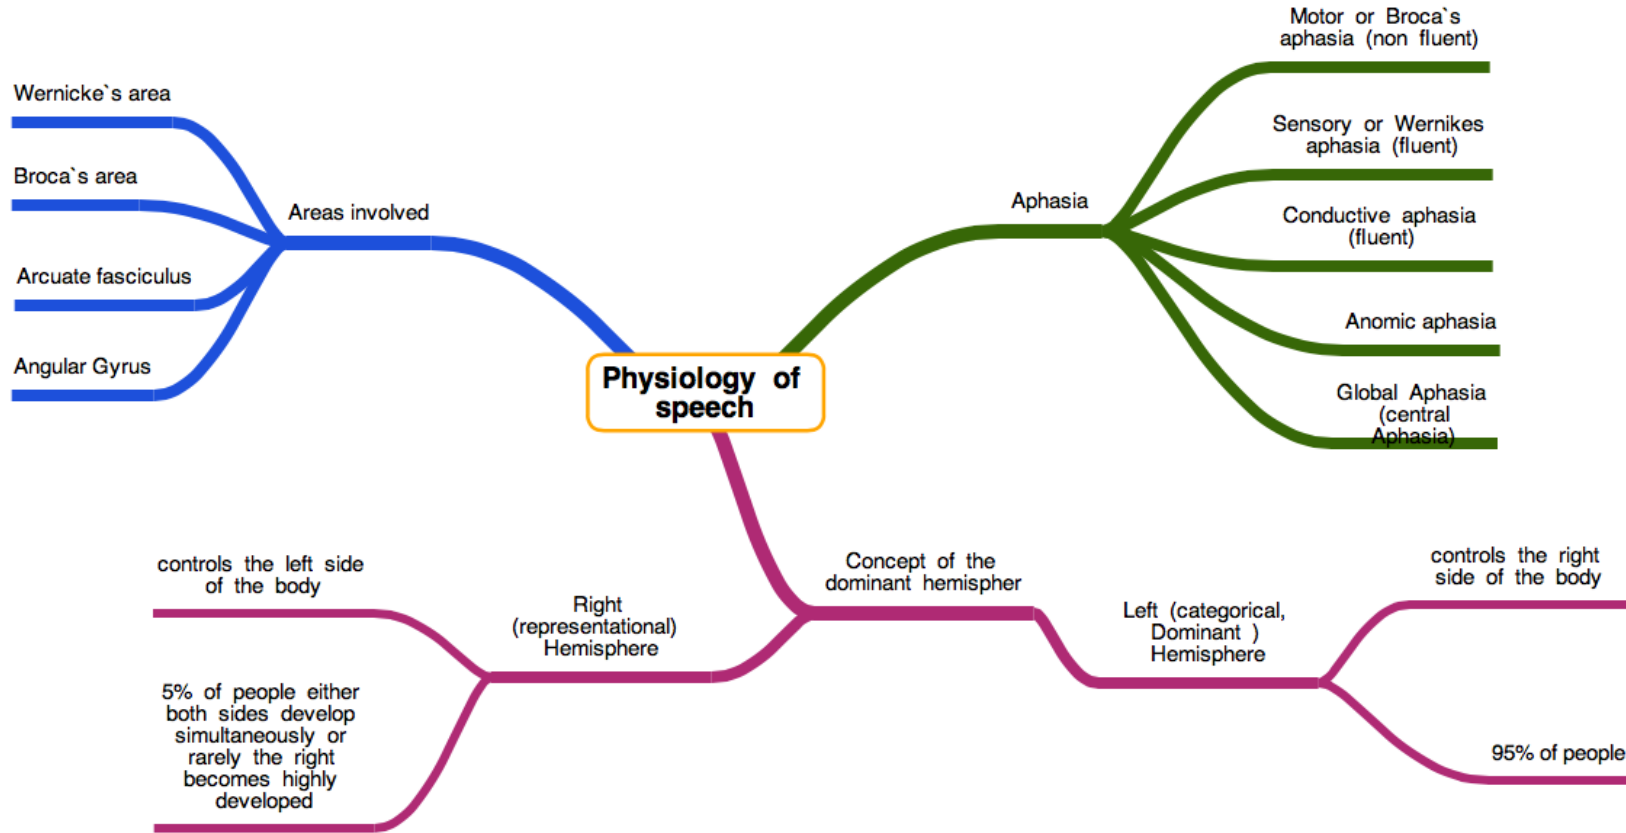 Physiology of
speech
Areas involved
Wernicke`s area
Broca`s area
Arcuate fasciculus
Angular Gyrus
Aphasia
Motor or Broca`s
aphasia (non fluent)
Sensory or Wernikes
aphasia (fluent)
Conductive aphasia
(fluent)
Anomic aphasia
Global Aphasia
(central
Aphasia)
Concept of the
dominant hemispher
Right
(representational)
Hemisphere
controls the left side
of the body
5% of people either
both sides develop
simultaneously or
rarely the right
becomes highly
developed
Left (categorical,
Dominant )
Hemisphere
controls the right
side of the body
95% of people